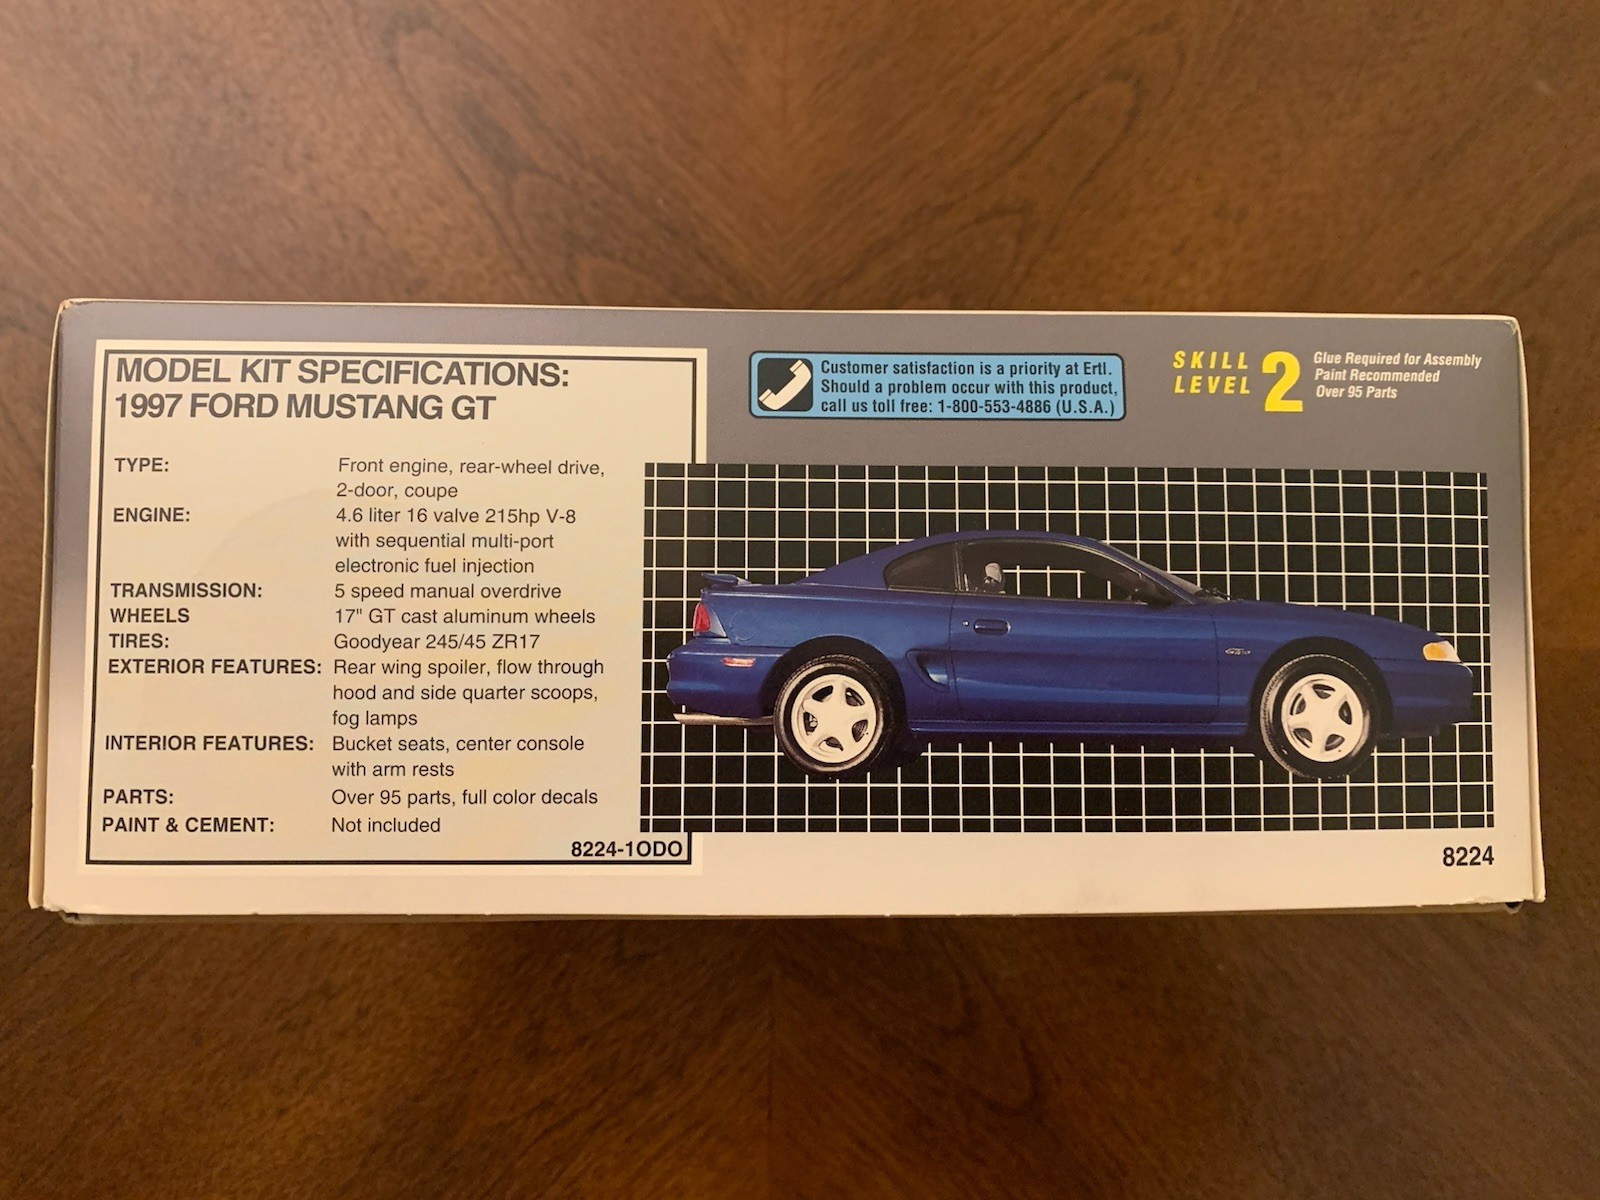 MODEL KIT SPECIFICATIONS:
1997 FORD MUSTANG GT
TYPE: Front engine, rear-wheel drive,
2-door, coupe
ENGINE: 4.6 liter 16 valve 215hp V-8
with sequential multi-port
electronic fuel injection
TRANSMISSION: 5 speed manual overdrive
WHEELS 17" GT cast aluminum wheels
TIRES: Goodyear 245/45 ZR17
EXTERIOR FEATURES: Rear wing spoiler, flow through
hood and side quarter scoops,
fog lamps
INTERIOR FEATURES: Bucket seats, center console
with arm rests
PARTS: Over 95 parts, full color decals
PAINT & CEMENT: Not included
8224-10DO
Customer satisfaction is a priority at Ertl.
Should a problem occur with this product,
call us toll free: 1-800-553-4886 (U.S.A.)
SKILL
LEVEL
2
Glue Required for Assembly
Paint Recommended
Over 95 Parts
GT
8224